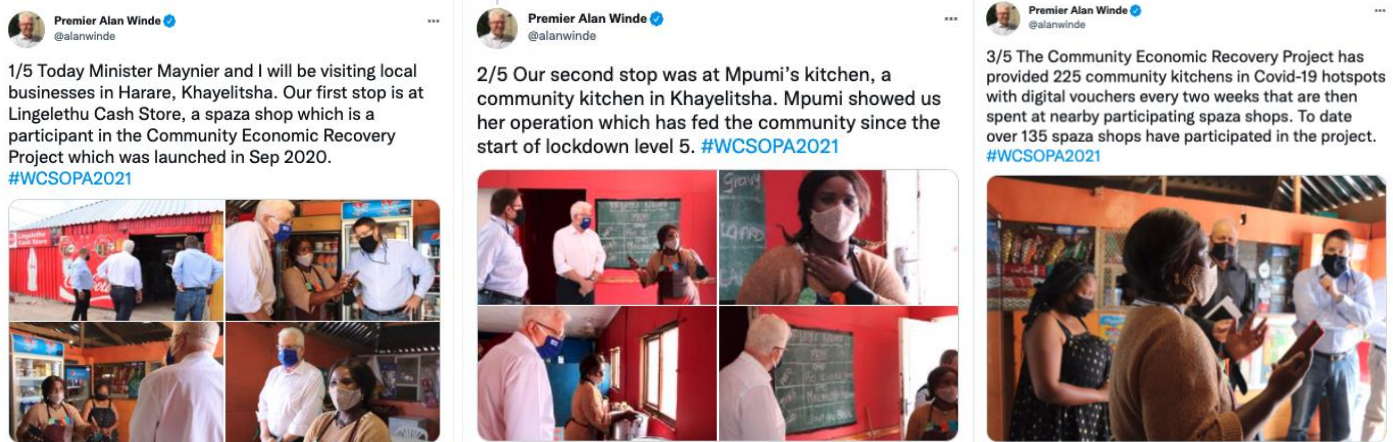 Premier Alan Winde
@alanwinde
1/5 Today Minister Maynier and I will be visiting local
businesses in Harare, Khayelitsha. Our first stop is at
Lingelethu Cash Store, a spaza shop which is a
participant in the Community Economic Recovery
Project which was launched in Sep 2020.
#WCSOPA2021
Lingelethu
Cash Store
Coca-Cola
Premier Alan Winde
@alanwinde
2/5 Our second stop was at Mpumi's kitchen, a
community kitchen in Khayelitsha. Mpumi showed us
her operation which has fed the community since the
start of lockdown level 5. #WCSOPA2021
Gravy
Premier Alan Winde
@alanwinde
3/5 The Community Economic Recovery Project has
provided 225 community kitchens in Covid-19 hotspots
with digital vouchers every two weeks that are then
spent at nearby participating spaza shops. To date
over 135 spaza shops have participated in the project.
#WCSOPA2021